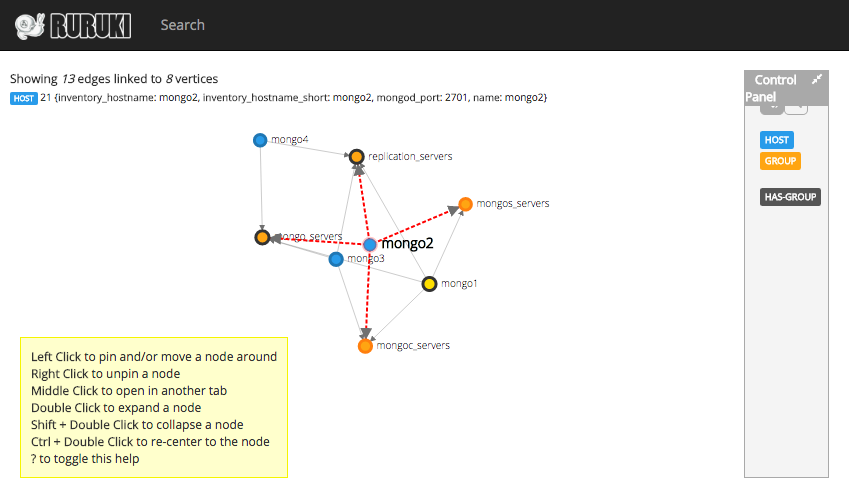 RURUKI
Search
Showing 13 edges linked to 8 vertices
HOST 21 {inventory_hostname: mongo2, inventory_hostname_short: mongo2, mongod_port: 2701, name: mongo2}
Control
Panel
HOST
GROUP
HAS-GROUP
mongo4
replication_servers
mongos_servers
mongo_servers
mongo2
mongo3
mongo1
mongoc_servers
Left Click to pin and/or move a node around
Right Click to unpin a node
Middle Click to open in another tab
Double Click to expand a node
Shift + Double Click to collapse a node
Ctrl + Double Click to re-center to the node
? to toggle this help